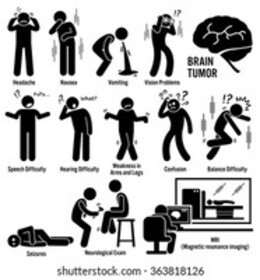 Headache
Nausea
Vomiting
Vision Problems
BRAIN
TUMOR
!?
what?
!?
??
!?
Speech Difficulty
Hearing Difficulty
Weakness in
Arms and Legs
Confusion
Balance Difficulty
Seizures
Neurological Exam
MRI
(Magnetic resonance imaging)
shutterstock.com · 363818126